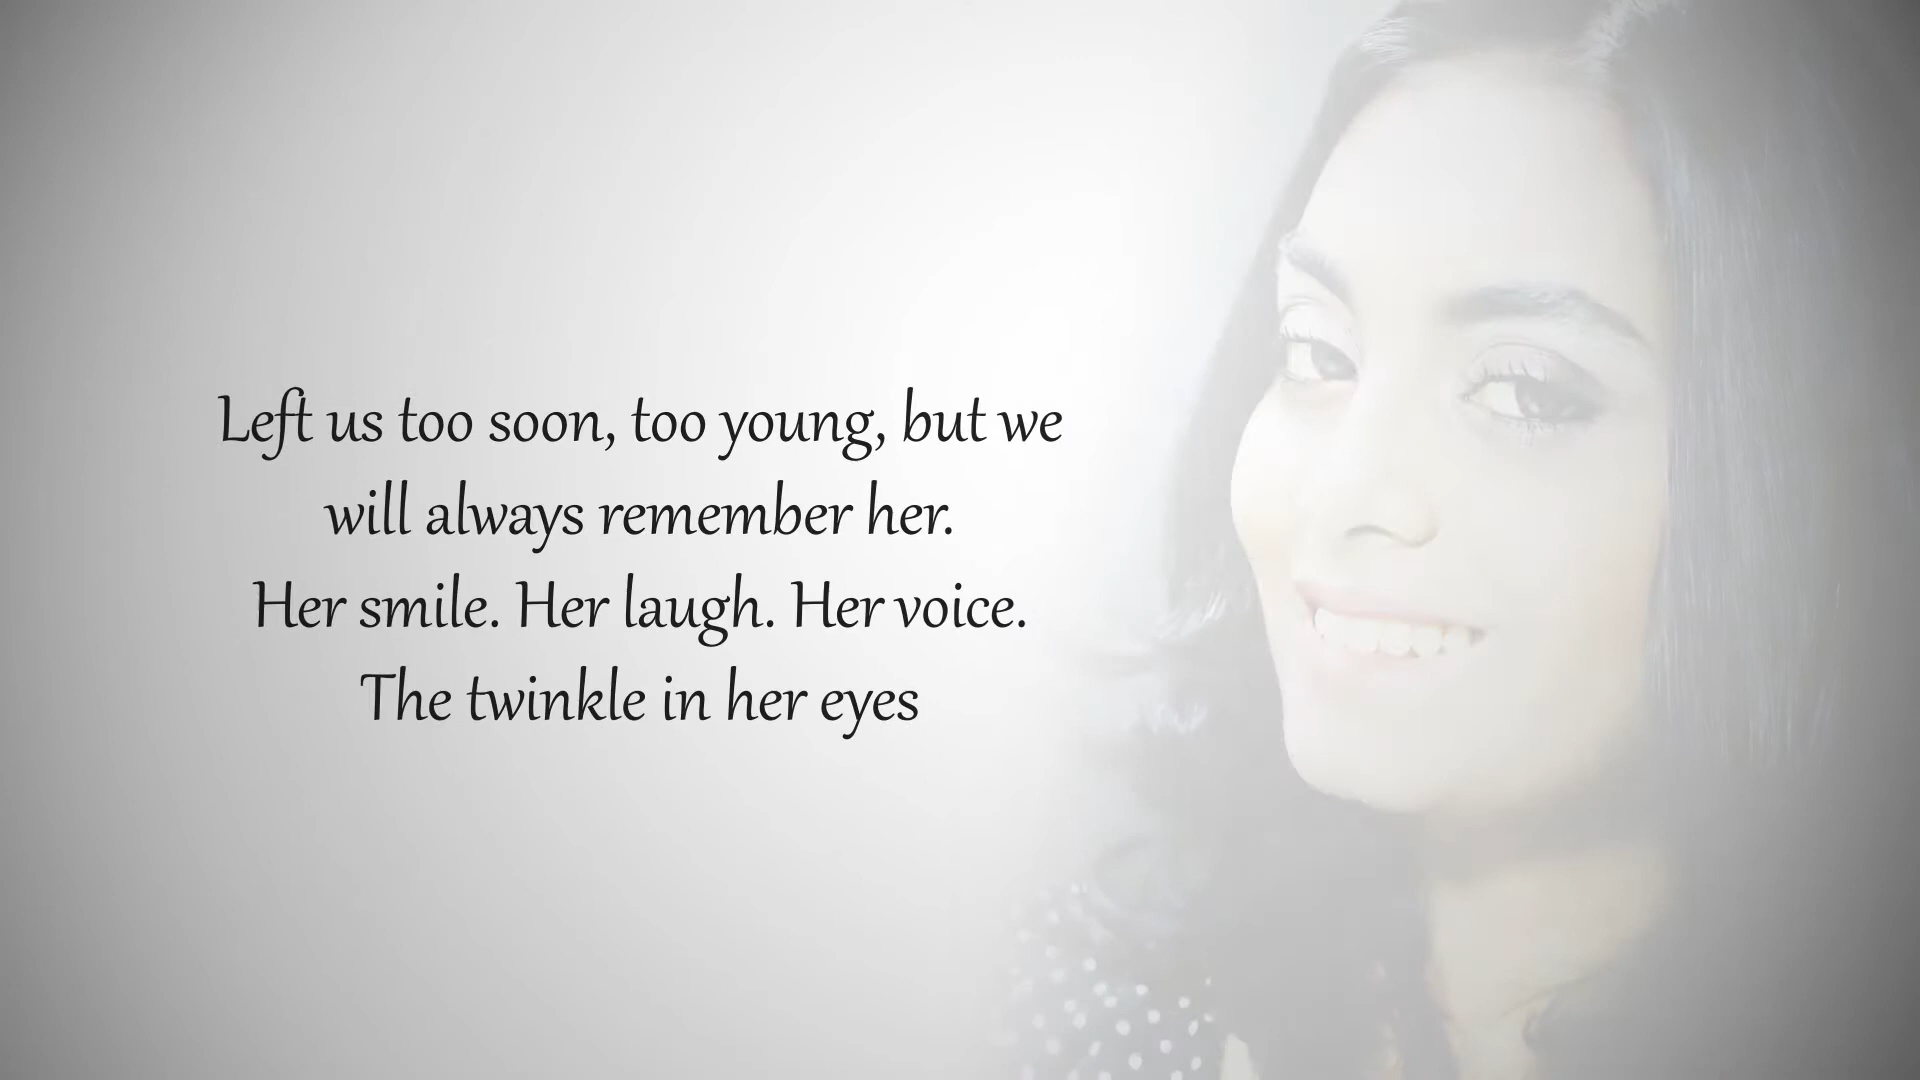 Left us too soon, too young, but we
will always remember her.
Her smile. Her laugh. Her voice.
The twinkle in her eyes